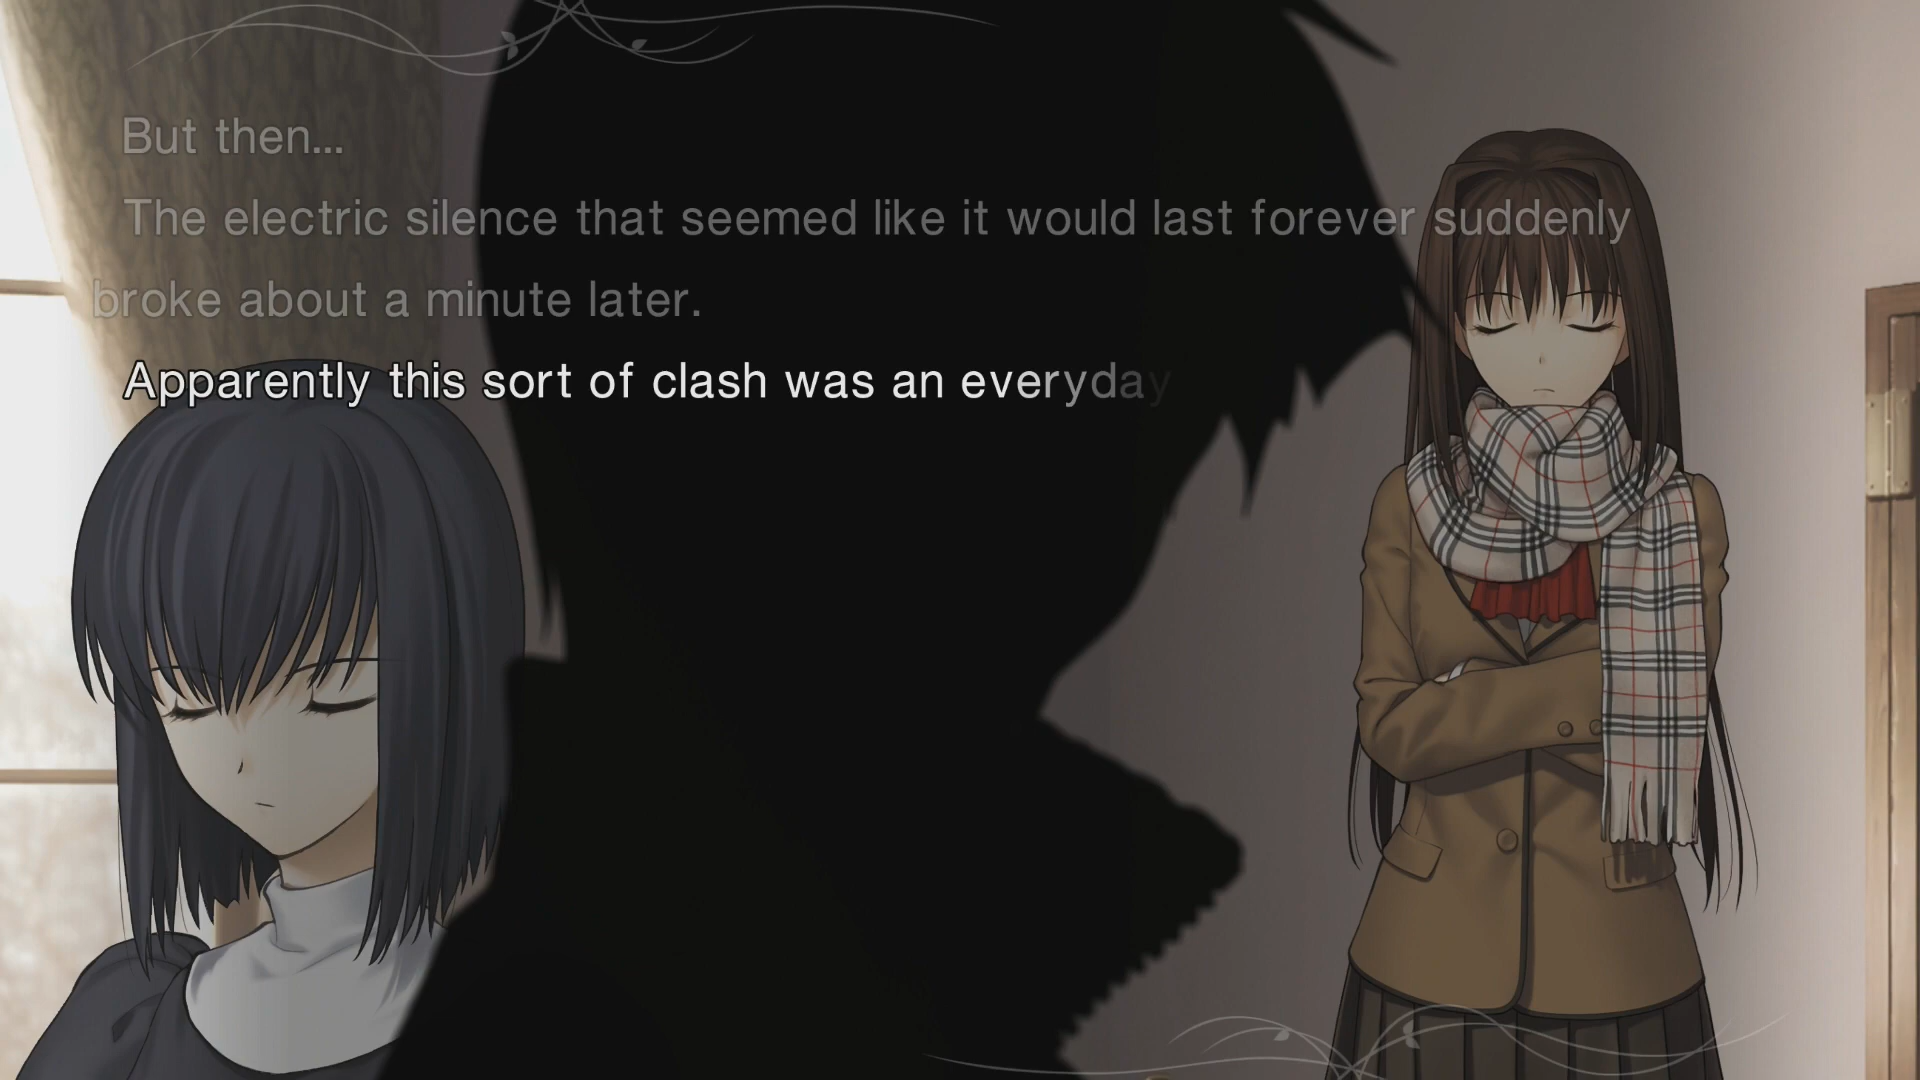 But then...
The electric silence that seemed like it would last forever suddenly
broke about a minute later.
Apparently this sort of clash was an everyday